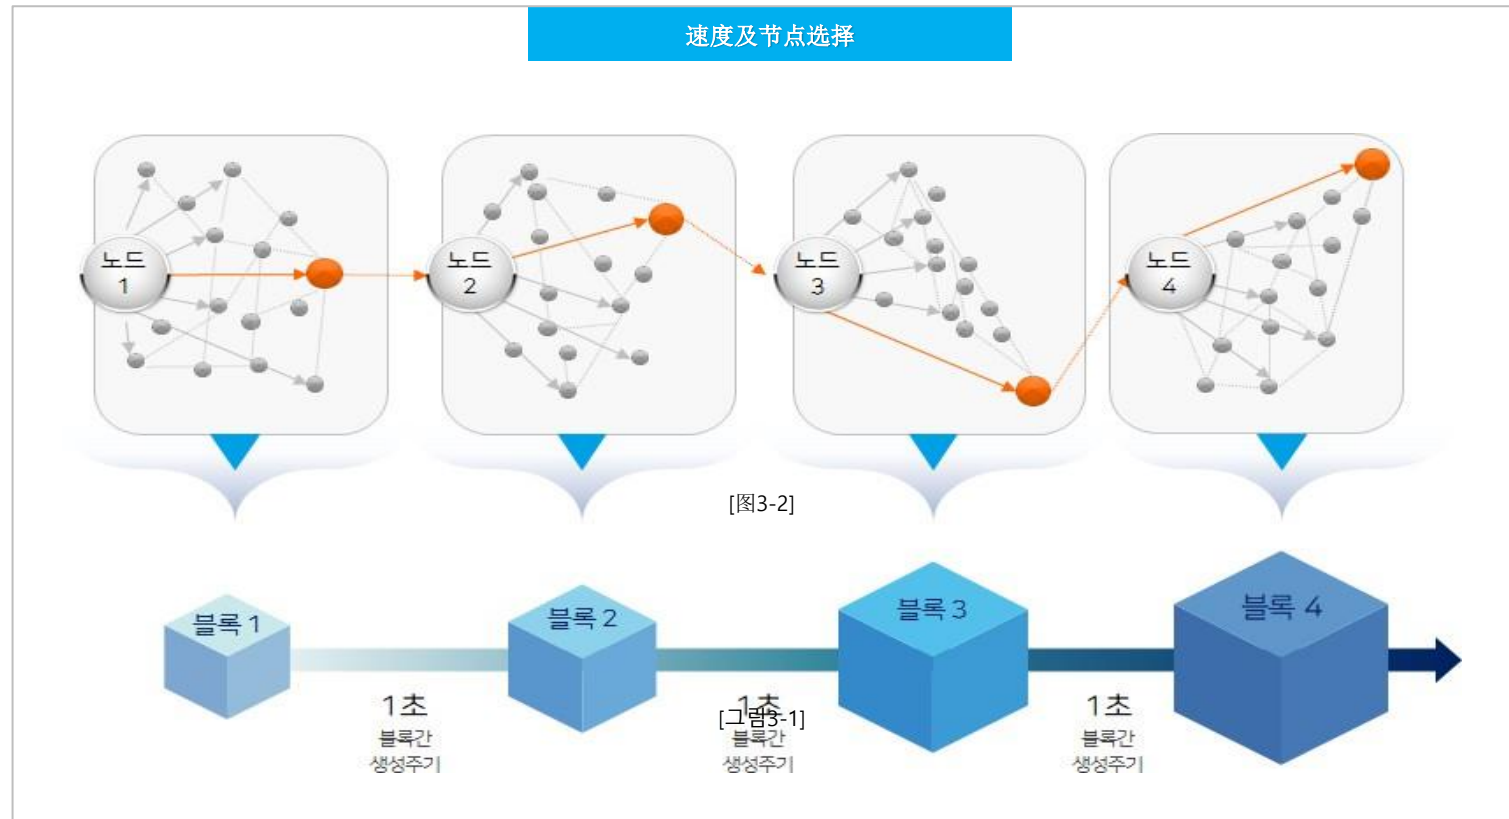 速度及节点选择
노드
1
노드
2
노드
3
노드
4
[图3-2]
블록 1
블록 2
블록 3
블록 4
1초
블록간
생성주기
1초
[그림3-1]
블록간
생성주기
1초
블록간
생성주기